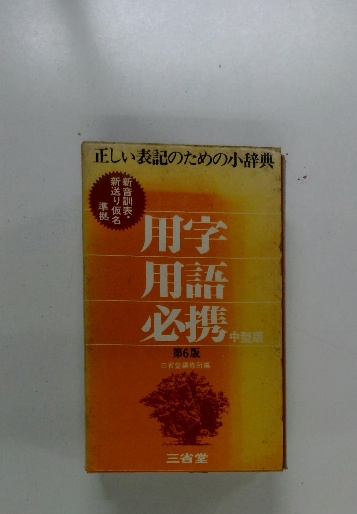 正しい表記のための小辞典
新音訓表・
新送り仮名
準拠
用字
用語
必携
中型版
第6版
三省堂編修所編
三省堂